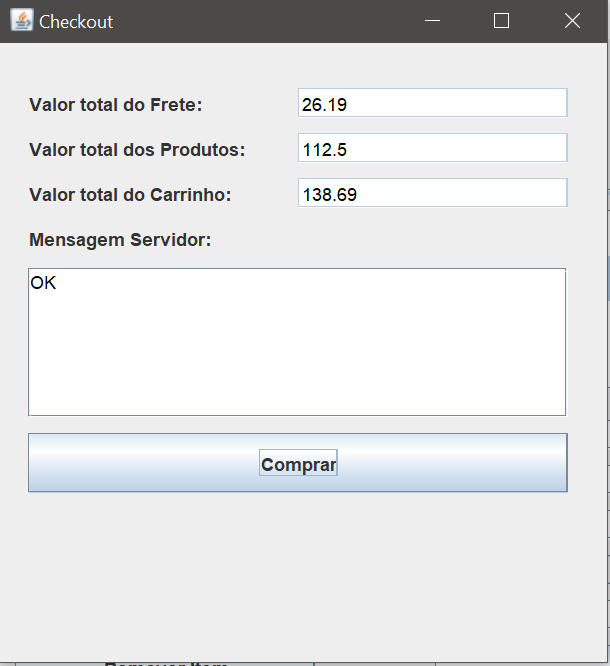 Checkout
Valor total do Frete: 26.19
Valor total dos Produtos: 112.5
Valor total do Carrinho: 138.69
Mensagem Servidor:
OK
Comprar